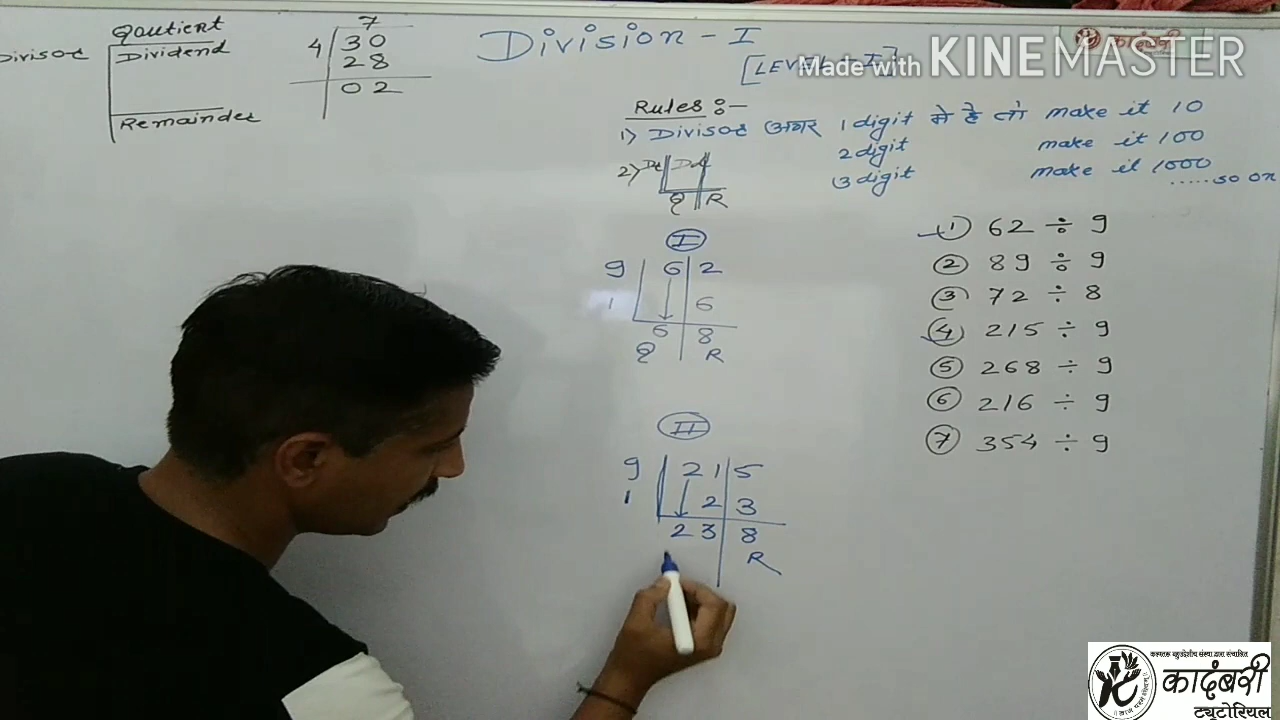 Qoutient
Divisor Dividend
Remainder
7
4 30
28
02
Division - I
[LEVEL - I]
कादंबरी
Made with KINEMASTER
Rules :-
1) Divisor अगर 1 digit मे है तो make it 10
2 digit make it 100
3 digit make it 1000
.....so on
2)
Q R
I
9 6 2
1 6
6 8
Q R
II
9 2 1 5
1 2 3
2 3 8
R
① 62 ÷ 9
② 89 ÷ 9
③ 72 ÷ 8
④ 215 ÷ 9
⑤ 268 ÷ 9
⑥ 216 ÷ 9
⑦ 354 ÷ 9
कादंबरी
ट्युटोरियल